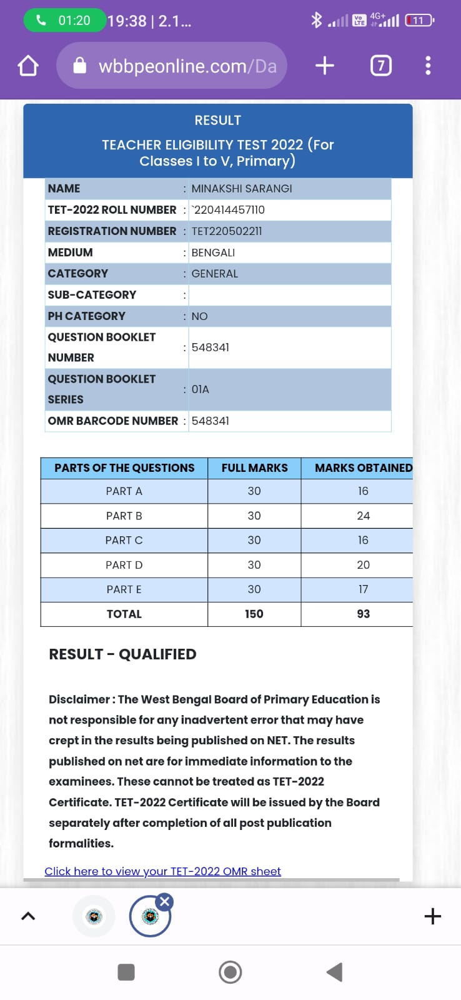 01:20 19:38 | 2.1...
Vo LTE 4G+ 11
wbbpeonline.com/Da
7
RESULT
TEACHER ELIGIBILITY TEST 2022 (For
Classes I to V, Primary)
NAME : MINAKSHI SARANGI
TET-2022 ROLL NUMBER : `220414457110
REGISTRATION NUMBER : TET220502211
MEDIUM : BENGALI
CATEGORY : GENERAL
SUB-CATEGORY :
PH CATEGORY : NO
QUESTION BOOKLET
NUMBER : 548341
QUESTION BOOKLET
SERIES : 01A
OMR BARCODE NUMBER : 548341
PARTS OF THE QUESTIONS FULL MARKS MARKS OBTAINED
PART A 30 16
PART B 30 24
PART C 30 16
PART D 30 20
PART E 30 17
TOTAL 150 93
RESULT - QUALIFIED
Disclaimer : The West Bengal Board of Primary Education is
not responsible for any inadvertent error that may have
crept in the results being published on NET. The results
published on net are for immediate information to the
examinees. These cannot be treated as TET-2022
Certificate. TET-2022 Certificate will be issued by the Board
separately after completion of all post publication
formalities.
Click here to view your TET-2022 OMR sheet